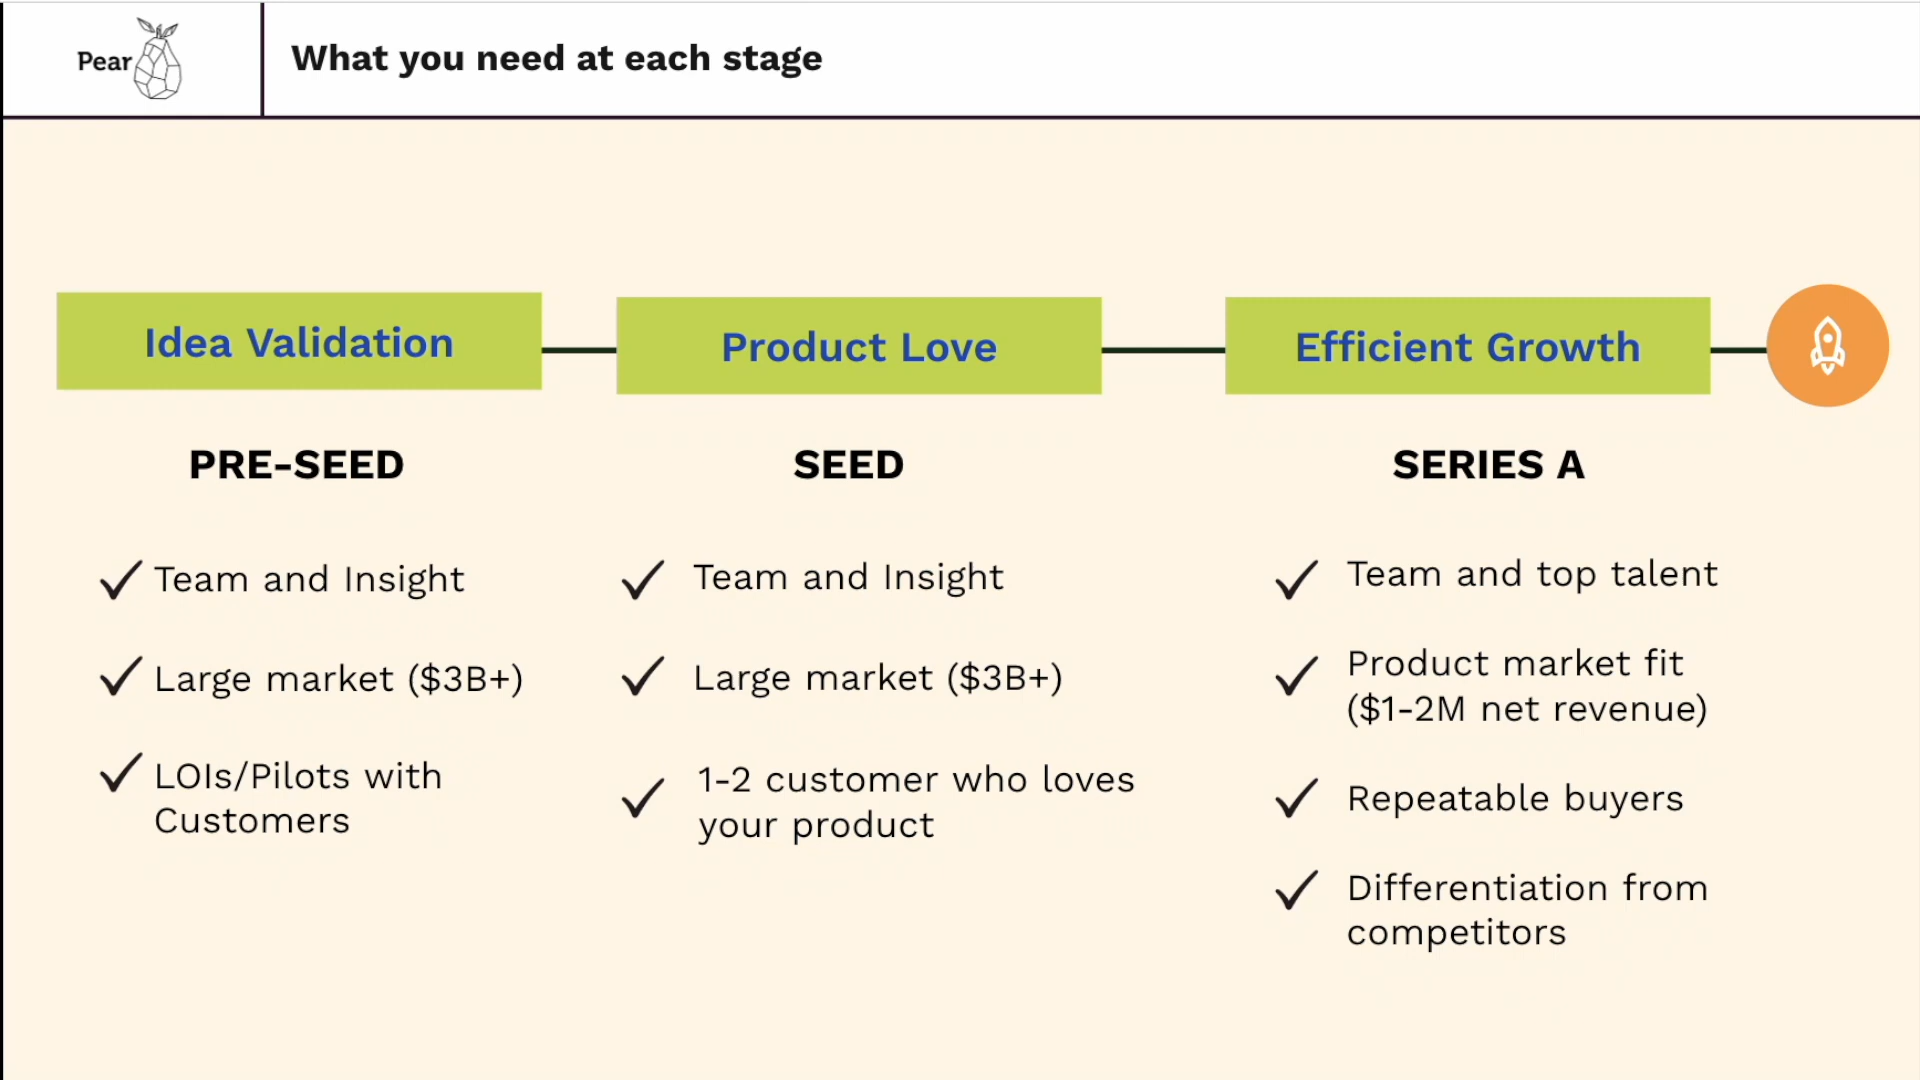 Pear
What you need at each stage
Idea Validation
Product Love
Efficient Growth
PRE-SEED
SEED
SERIES A
Team and Insight
Large market ($3B+)
LOIs/Pilots with
Customers
Team and Insight
Large market ($3B+)
1-2 customer who loves
your product
Team and top talent
Product market fit
($1-2M net revenue)
Repeatable buyers
Differentiation from
competitors